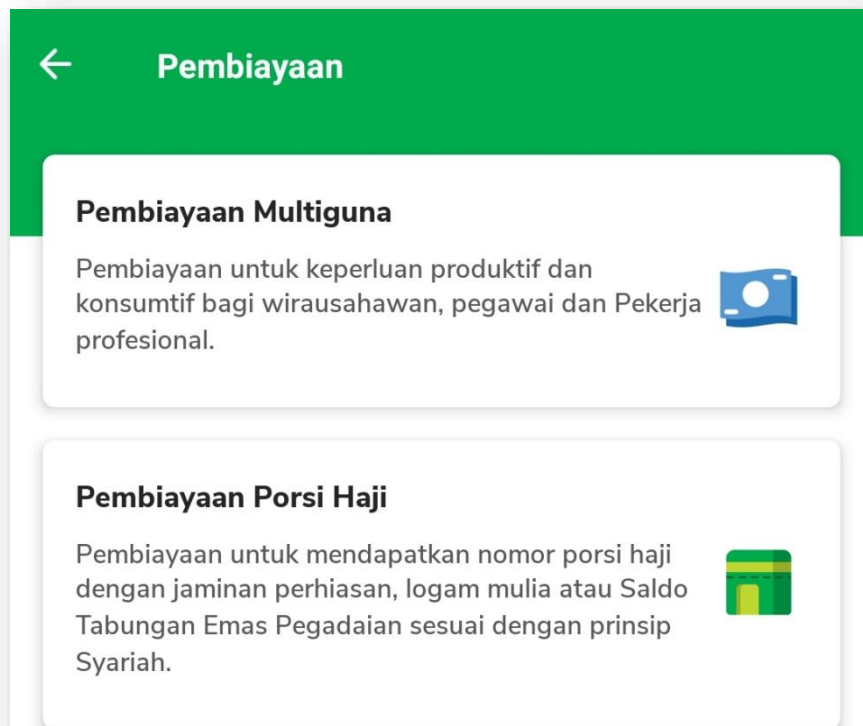 Pembiayaan
Pembiayaan Multiguna
Pembiayaan untuk keperluan produktif dan
konsumtif bagi wirausahawan, pegawai dan Pekerja
profesional.
Pembiayaan Porsi Haji
Pembiayaan untuk mendapatkan nomor porsi haji
dengan jaminan perhiasan, logam mulia atau Saldo
Tabungan Emas Pegadaian sesuai dengan prinsip
Syariah.